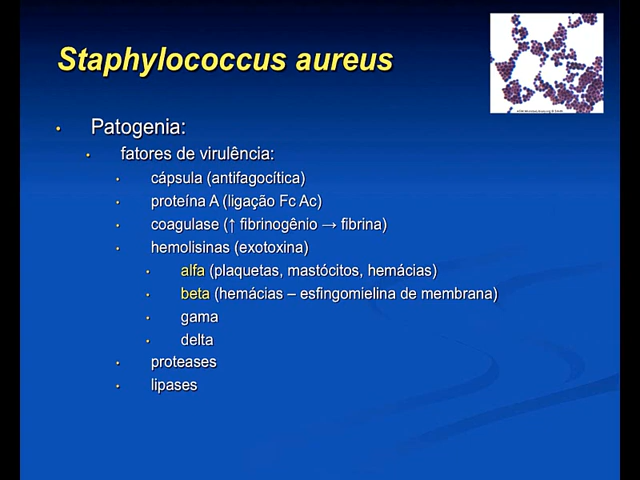 Staphylococcus aureus
• Patogenia:
• fatores de virulência:
• cápsula (antifagocítica)
• proteína A (ligação Fc Ac)
• coagulase (↑ fibrinogênio → fibrina)
• hemolisinas (exotoxina)
• alfa (plaquetas, mastócitos, hemácias)
• beta (hemácias – esfingomielina de membrana)
• gama
• delta
• proteases
• lipases